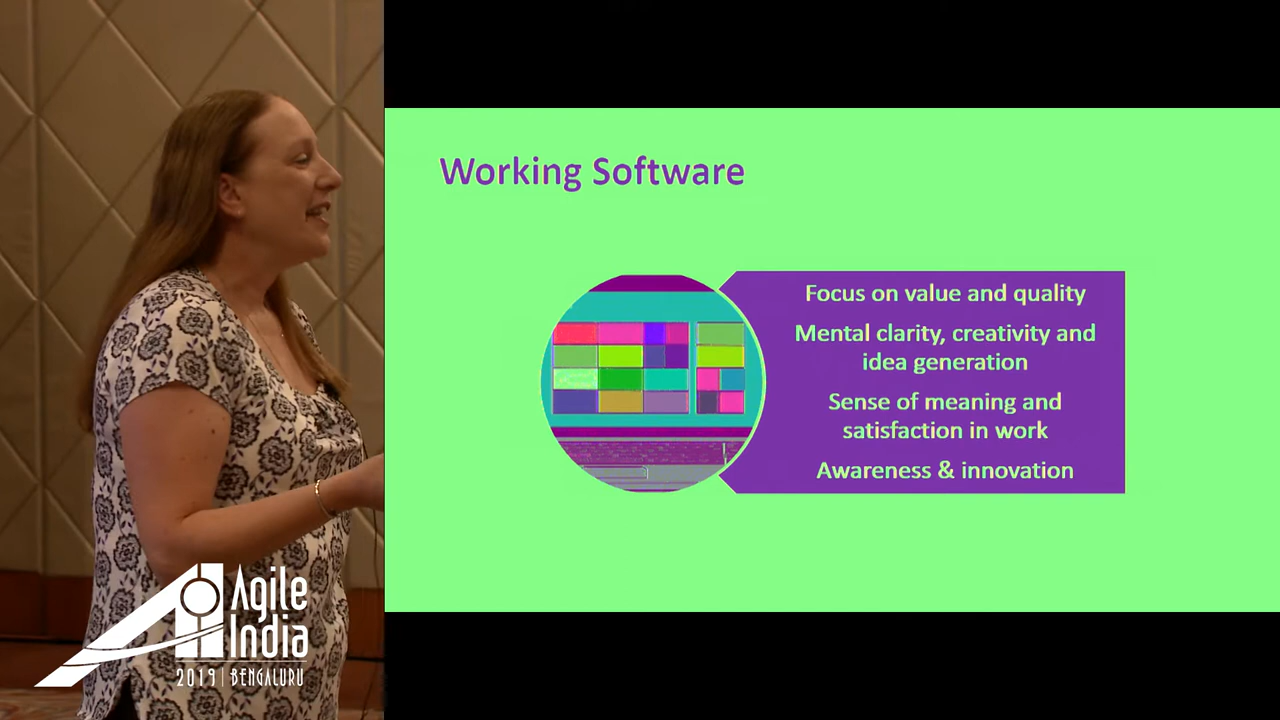 Working Software
Focus on value and quality
Mental clarity, creativity and
idea generation
Sense of meaning and
satisfaction in work
Awareness & innovation
Agile
India
2019 | BENGALURU